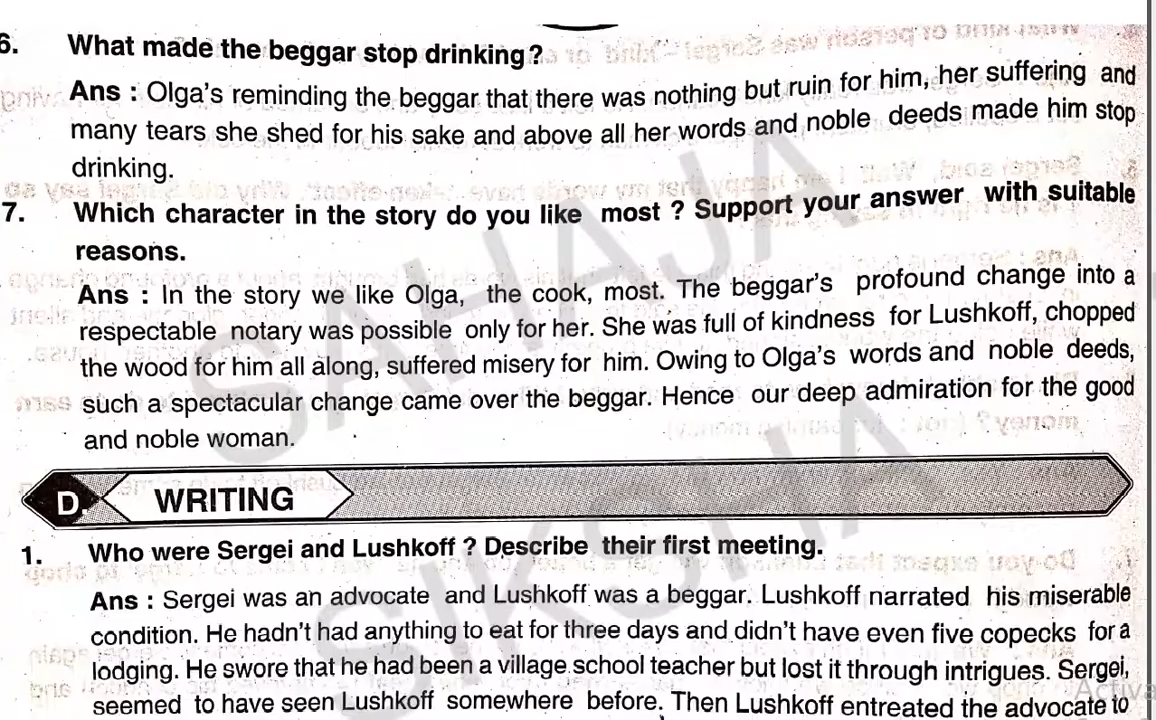 6. What made the beggar stop drinking?
Ans : Olga's reminding the beggar that there was nothing but ruin for him, her suffering and
many tears she shed for his sake and above all her words and noble deeds made him stop
drinking.
7. Which character in the story do you like most ? Support your answer with suitable
reasons.
Ans : In the story we like Olga, the cook, most. The beggar's profound change into a
respectable notary was possible only for her. She was full of kindness for Lushkoff, chopped
the wood for him all along, suffered misery for him. Owing to Olga's words and noble deeds,
such a spectacular change came over the beggar. Hence our deep admiration for the good
and noble woman.
D. WRITING
1. Who were Sergei and Lushkoff ? Describe their first meeting.
Ans : Sergei was an advocate and Lushkoff was a beggar. Lushkoff narrated his miserable
condition. He hadn't had anything to eat for three days and didn't have even five copecks for a
lodging. He swore that he had been a village school teacher but lost it through intrigues. Sergei,
seemed to have seen Lushkoff somewhere before. Then Lushkoff entreated the advocate to
SAHAJA
SIKSHA
Activa